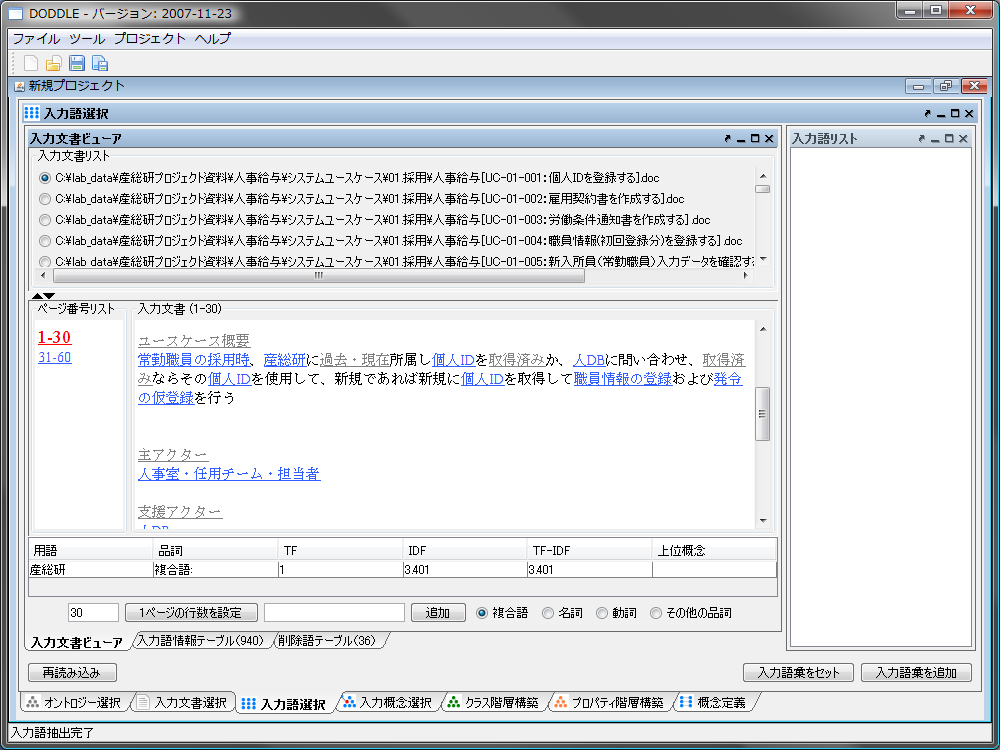 DODDLE - バージョン: 2007-11-23
ファイル ツール プロジェクト ヘルプ
新規プロジェクト
入力語選択
入力文書ビューア
入力語リスト
入力文書リスト
C:¥lab_data¥産総研プロジェクト資料¥人事給与¥システムユースケース¥01 採用¥人事給与[UC-01-001:個人IDを登録する].doc
C:¥lab_data¥産総研プロジェクト資料¥人事給与¥システムユースケース¥01 採用¥人事給与[UC-01-002:雇用契約書を作成する].doc
C:¥lab_data¥産総研プロジェクト資料¥人事給与¥システムユースケース¥01 採用¥人事給与[UC-01-003:労働条件通知書を作成する].doc
C:¥lab_data¥産総研プロジェクト資料¥人事給与¥システムユースケース¥01 採用¥人事給与[UC-01-004:職員情報(初回登録分)を登録する].doc
C:¥lab_data¥産総研プロジェクト資料¥人事給与¥システムユースケース¥01 採用¥人事給与[UC-01-005:新入所員(常勤職員)入力データを確認す
ページ番号リスト
入力文書 (1-30)
1-30
31-60
ユースケース概要
常勤職員の採用時、産総研に過去・現在所属し個人IDを取得済みか、人DBに問い合わせ、取得済
みならその個人IDを使用して、新規であれば新規に個人IDを取得して職員情報の登録および発令
の仮登録を行う
主アクター
人事室・任用チーム・担当者
支援アクター
人DB
用語 品詞 TF IDF TF-IDF 上位概念
産総研 複合語: 1 3.401 3.401
30 1ページの行数を設定 追加 複合語 名詞 動詞 その他の品詞
入力文書ビューア 入力語情報テーブル(940) 削除語テーブル(36)
再読み込み 入力語彙をセット 入力語彙を追加
オントロジー選択 入力文書選択 入力語選択 入力概念選択 クラス階層構築 プロパティ階層構築 概念定義
入力語抽出完了